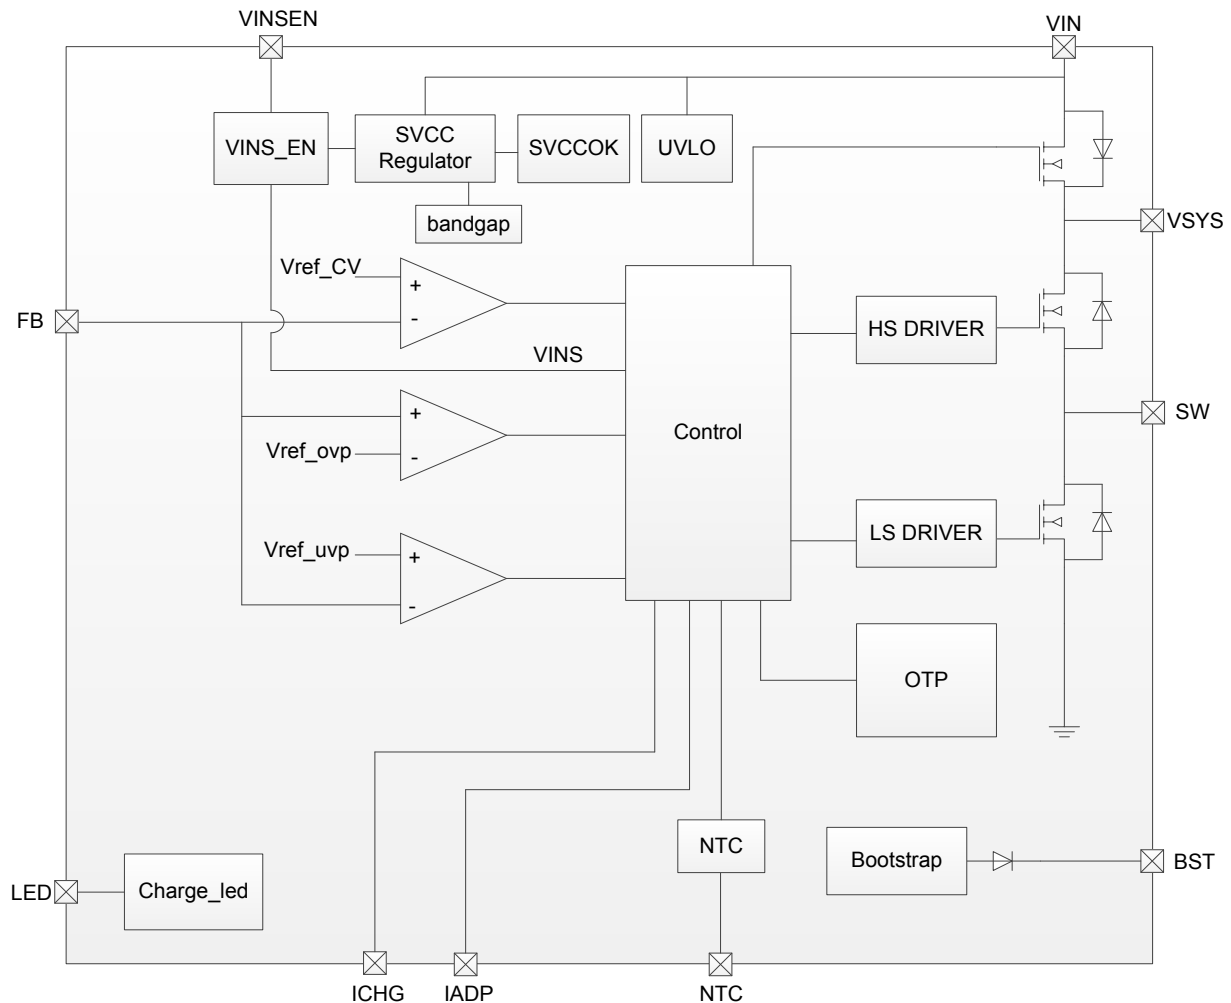 VINSEN
VIN
VINS_EN
SVCC
Regulator
SVCCOK
UVLO
bandgap
VSYS
Vref_CV
+
-
FB
HS DRIVER
VINS
SW
+
Vref_ovp
-
Control
LS DRIVER
Vref_uvp
+
-
OTP
NTC
Bootstrap
BST
LED
Charge_led
ICHG
IADP
NTC